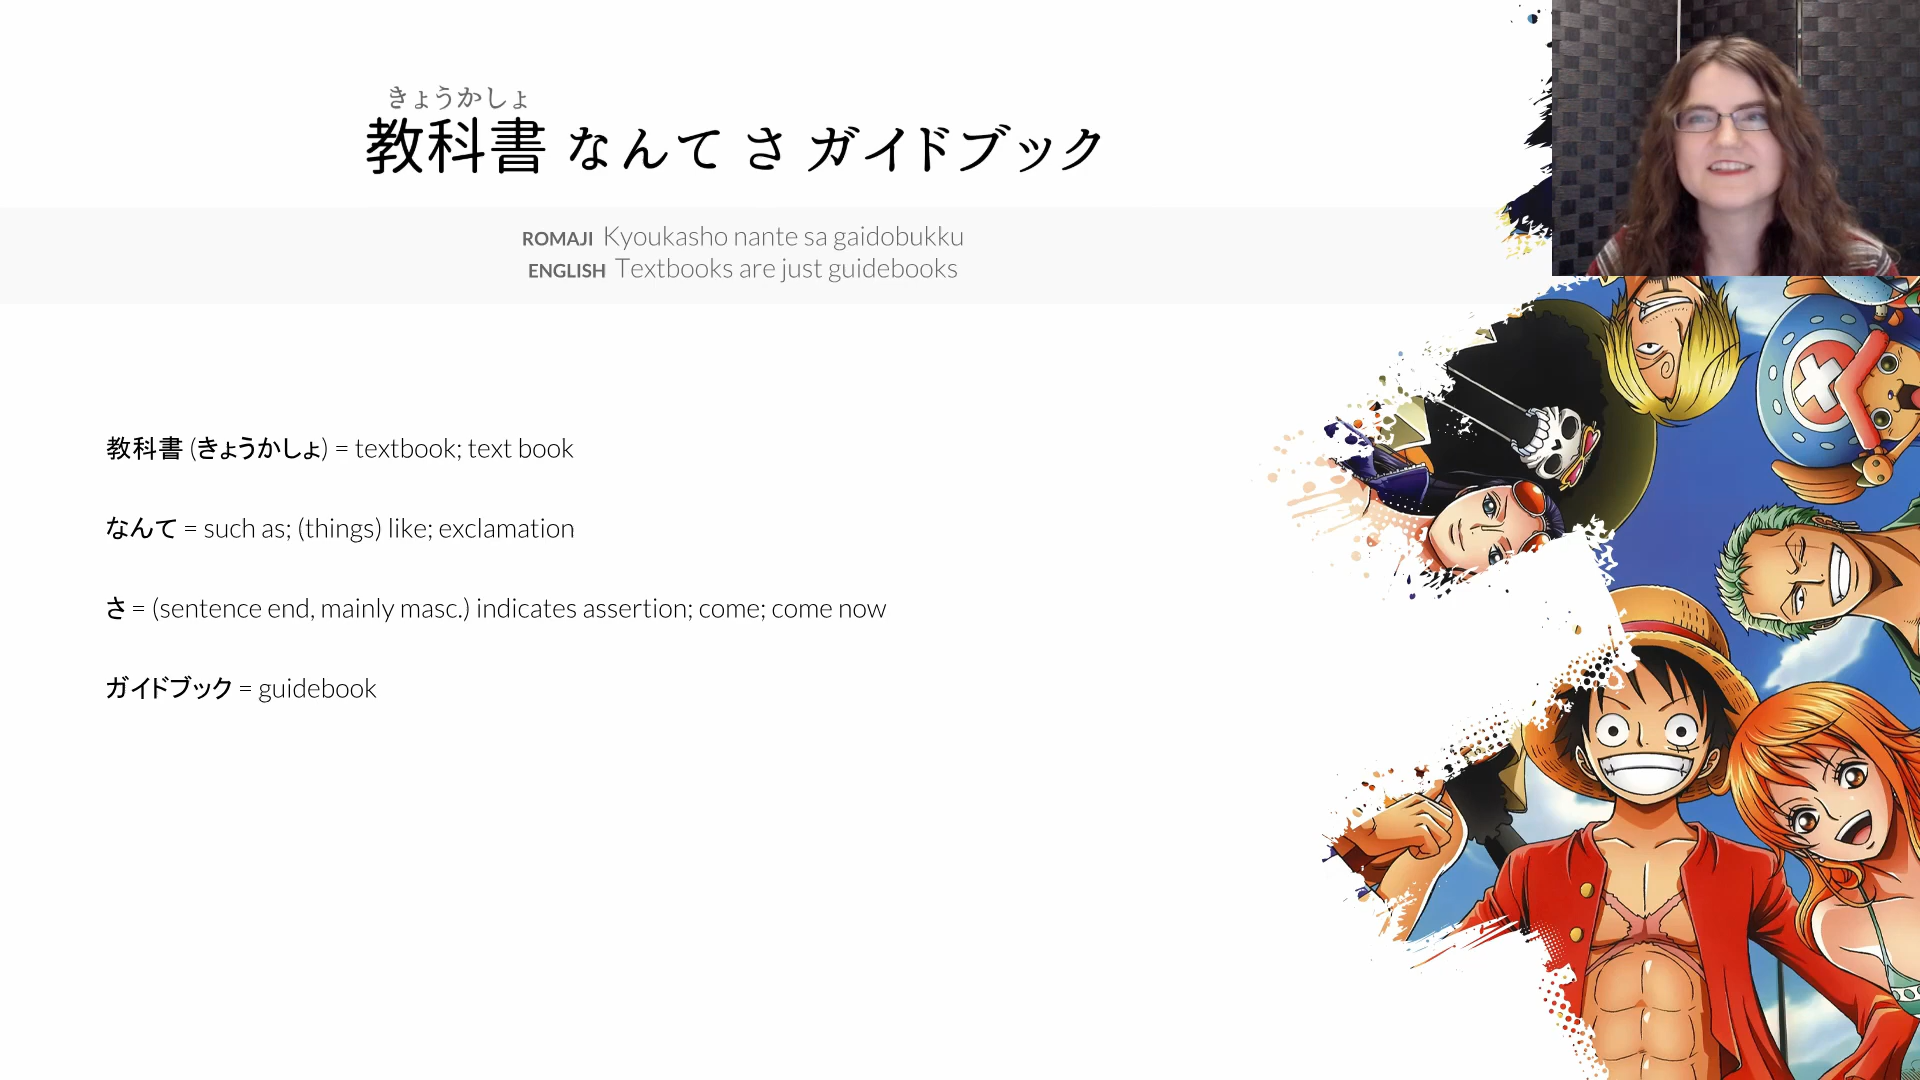 きょうかしょ
教科書 なんて さ ガイドブック
ROMAJI Kyoukasho nante sa gaidobukku
ENGLISH Textbooks are just guidebooks
教科書 (きょうかしょ) = textbook; text book
なんて = such as; (things) like; exclamation
さ = (sentence end, mainly masc.) indicates assertion; come; come now
ガイドブック = guidebook